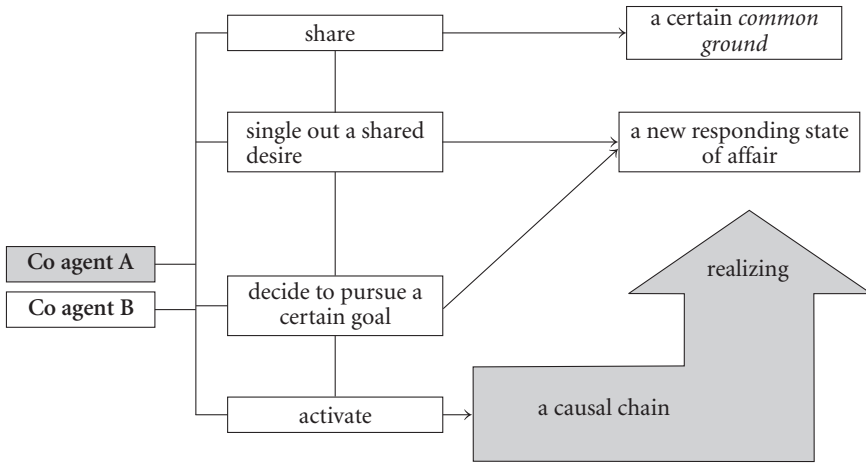 share
a certain common
ground
single out a shared
desire
a new responding state
of affair
Co agent A
realizing
Co agent B
decide to pursue a
certain goal
activate
a causal chain